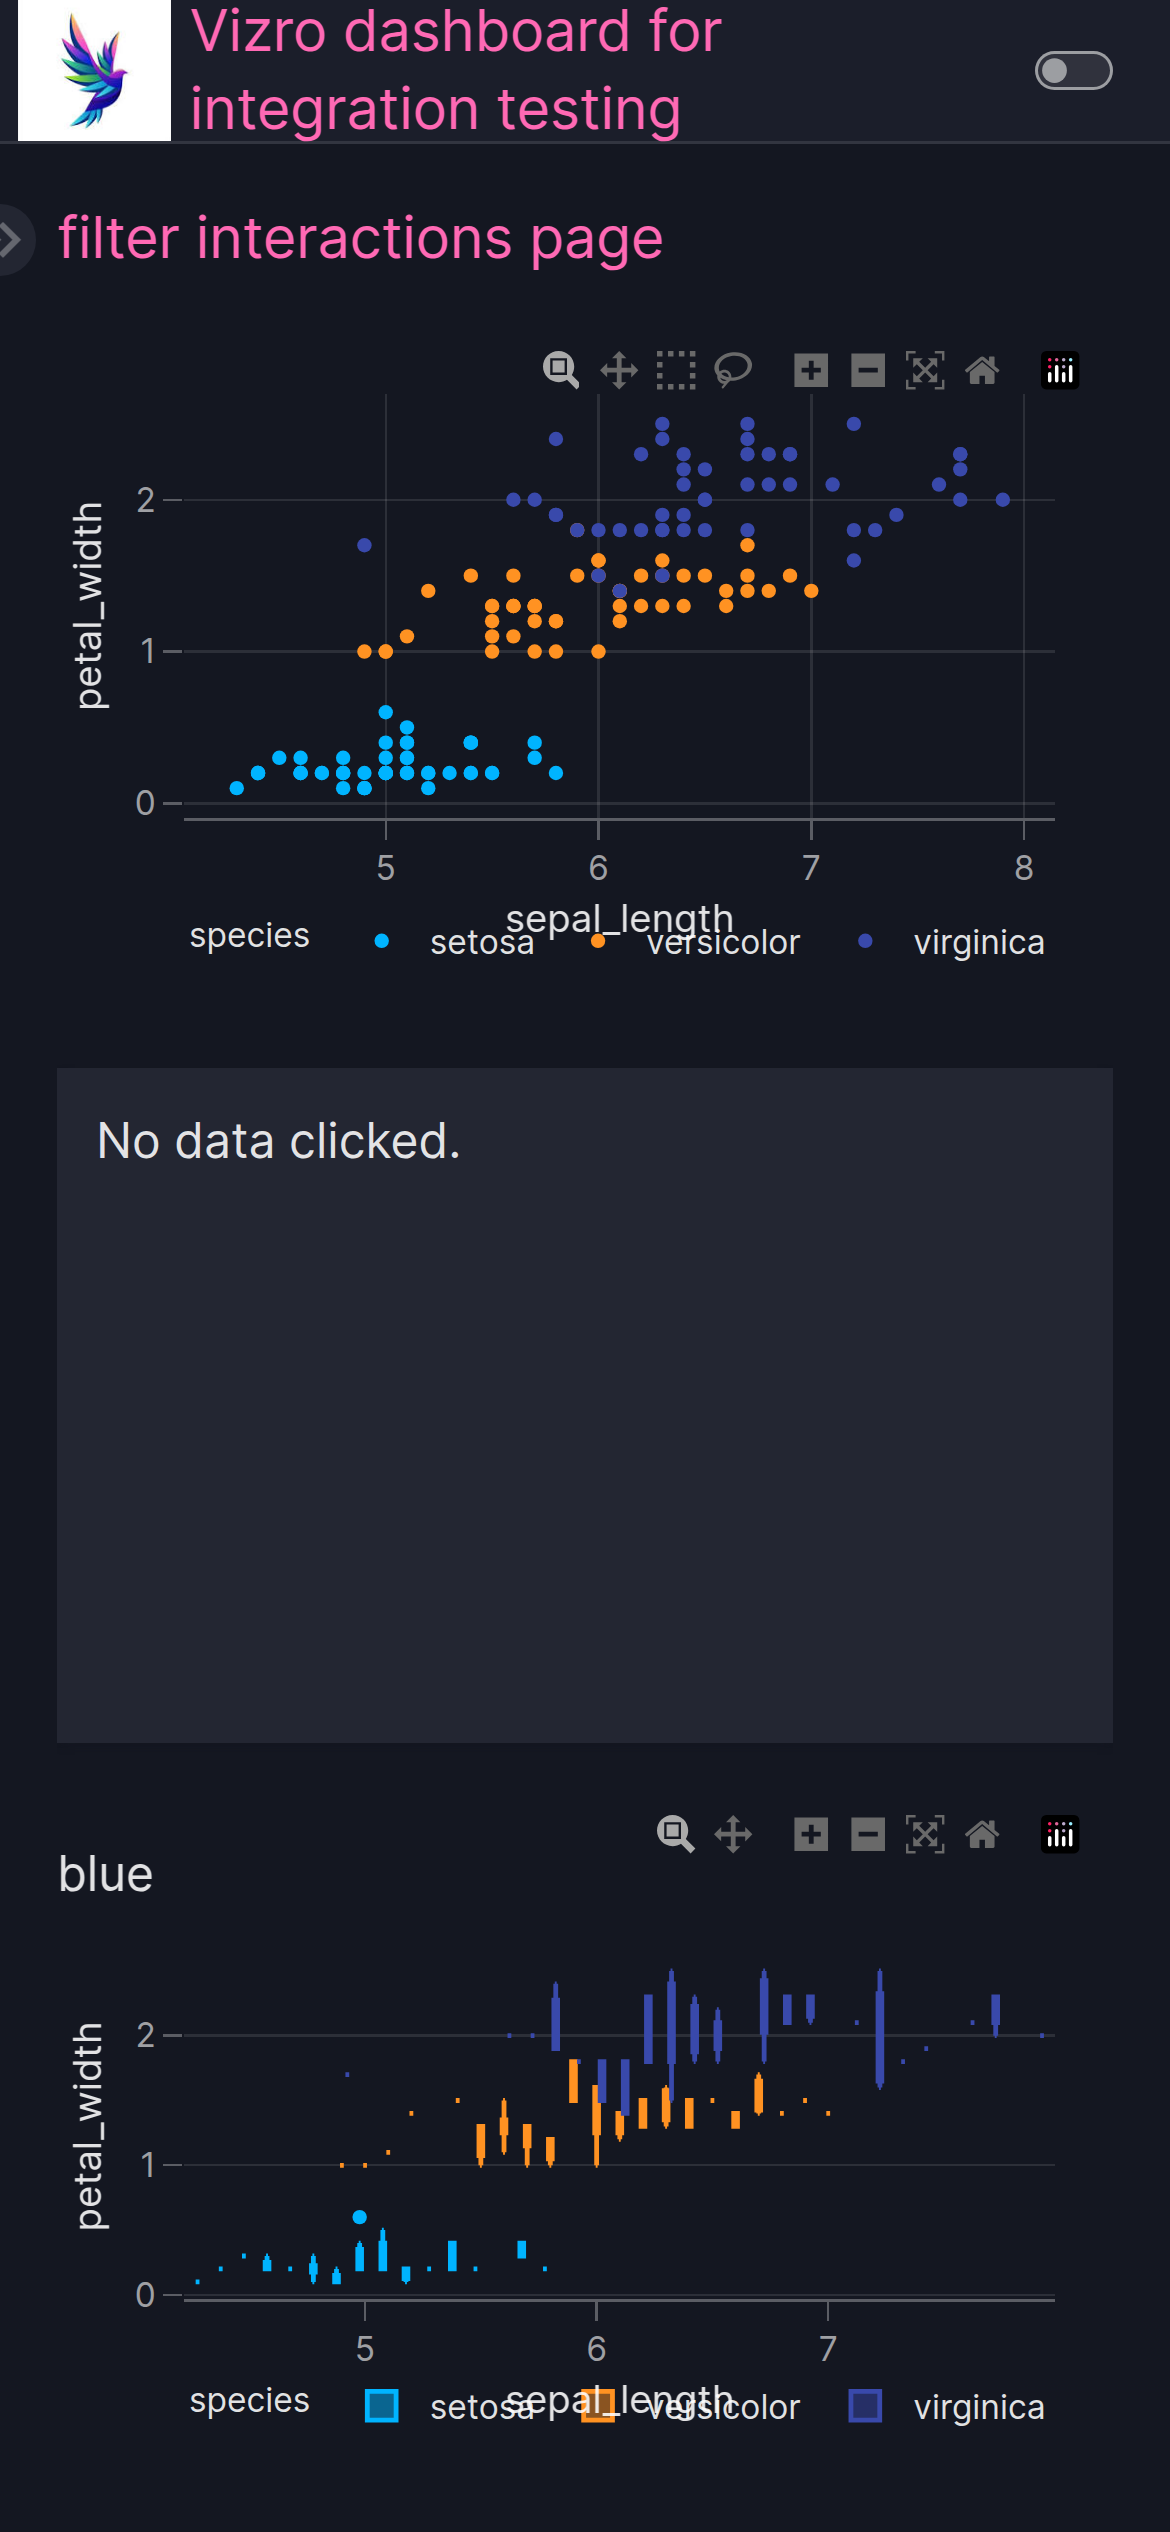 Vizro dashboard for
integration testing
filter interactions page
petal_width
2
1
0
5 6 7 8
sepal_length
species setosa versicolor virginica
No data clicked.
blue
petal_width
2
1
0
5 6 7
sepal_length
species setosa versicolor virginica